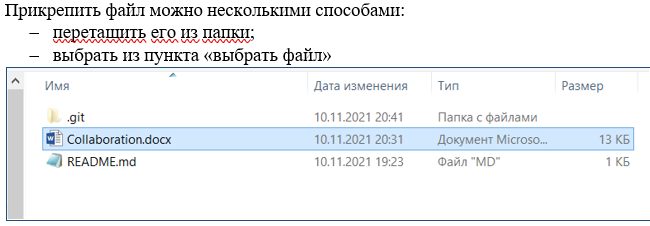 Прикрепить файл можно несколькими способами:
– перетащить его из папки;
– выбрать из пункта «выбрать файл»
Имя Дата изменения Тип Размер
.git 10.11.2021 20:41 Папка с файлами
Collaboration.docx 10.11.2021 20:31 Документ Microso... 13 КБ
README.md 10.11.2021 19:23 Файл "MD" 1 КБ